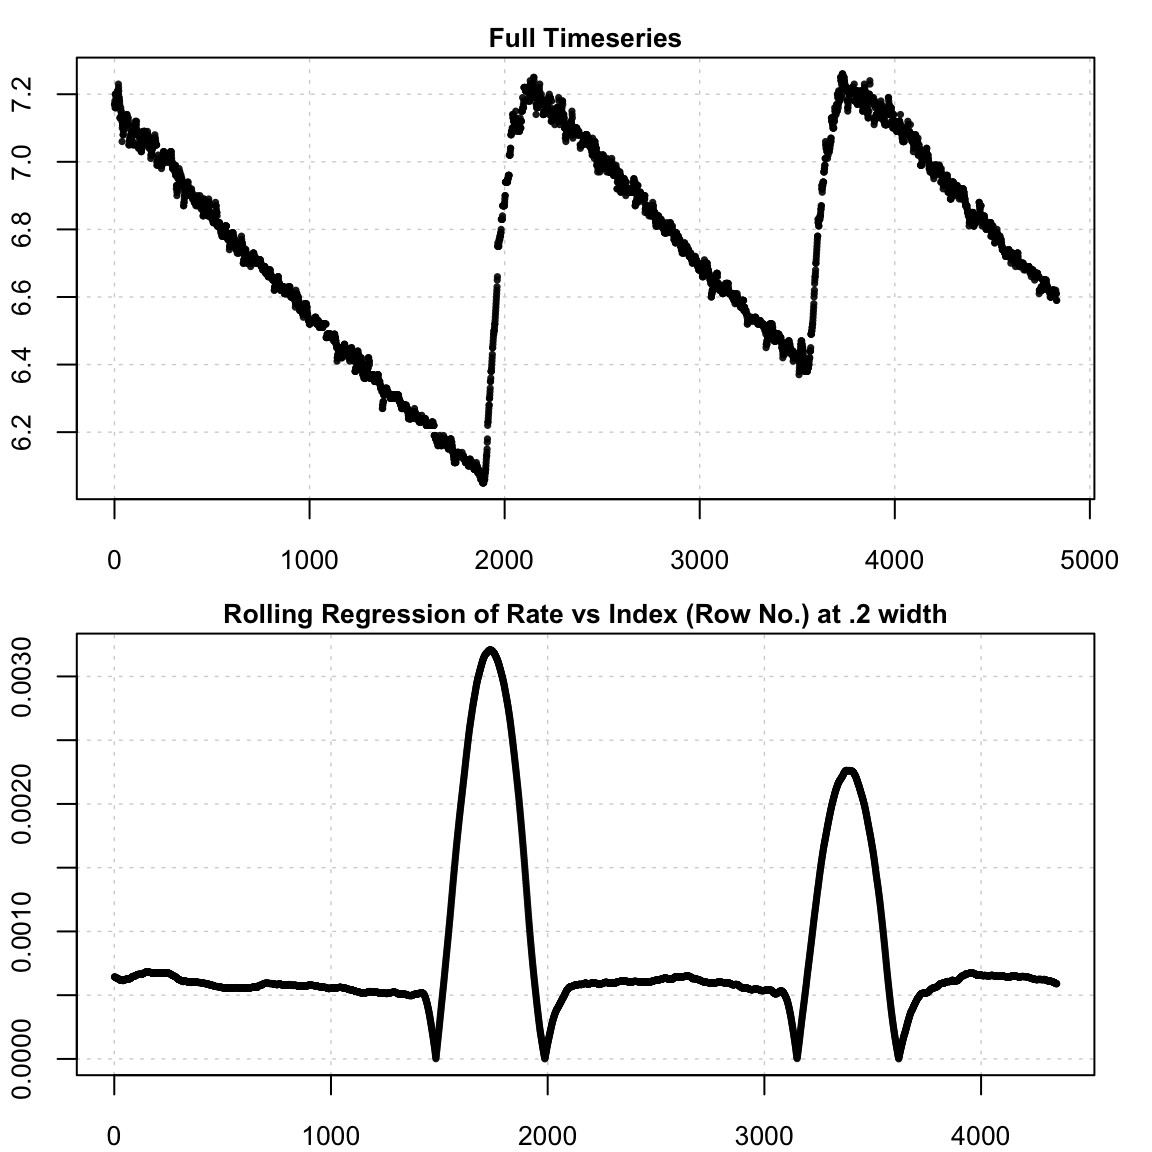 Full Timeseries
7.2
7.0
6.8
6.6
6.4
6.2
0 1000 2000 3000 4000 5000
Rolling Regression of Rate vs Index (Row No.) at .2 width
0.0030
0.0020
0.0010
0.0000
0 1000 2000 3000 4000